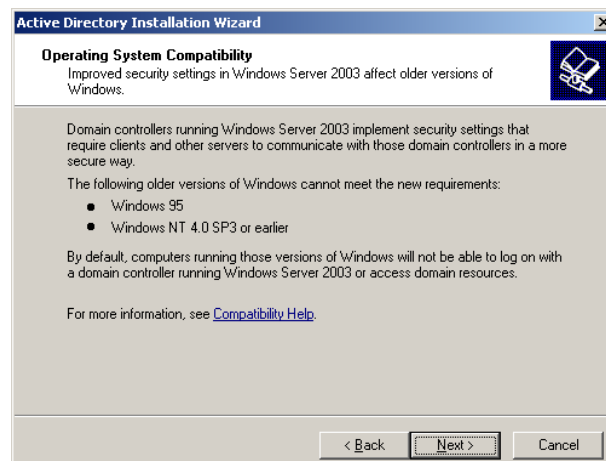 Active Directory Installation Wizard
Operating System Compatibility
Improved security settings in Windows Server 2003 affect older versions of
Windows.
Domain controllers running Windows Server 2003 implement security settings that
require clients and other servers to communicate with those domain controllers in a more
secure way.
The following older versions of Windows cannot meet the new requirements:
● Windows 95
● Windows NT 4.0 SP3 or earlier
By default, computers running those versions of Windows will not be able to log on with
a domain controller running Windows Server 2003 or access domain resources.
For more information, see Compatibility Help.
< Back Next > Cancel